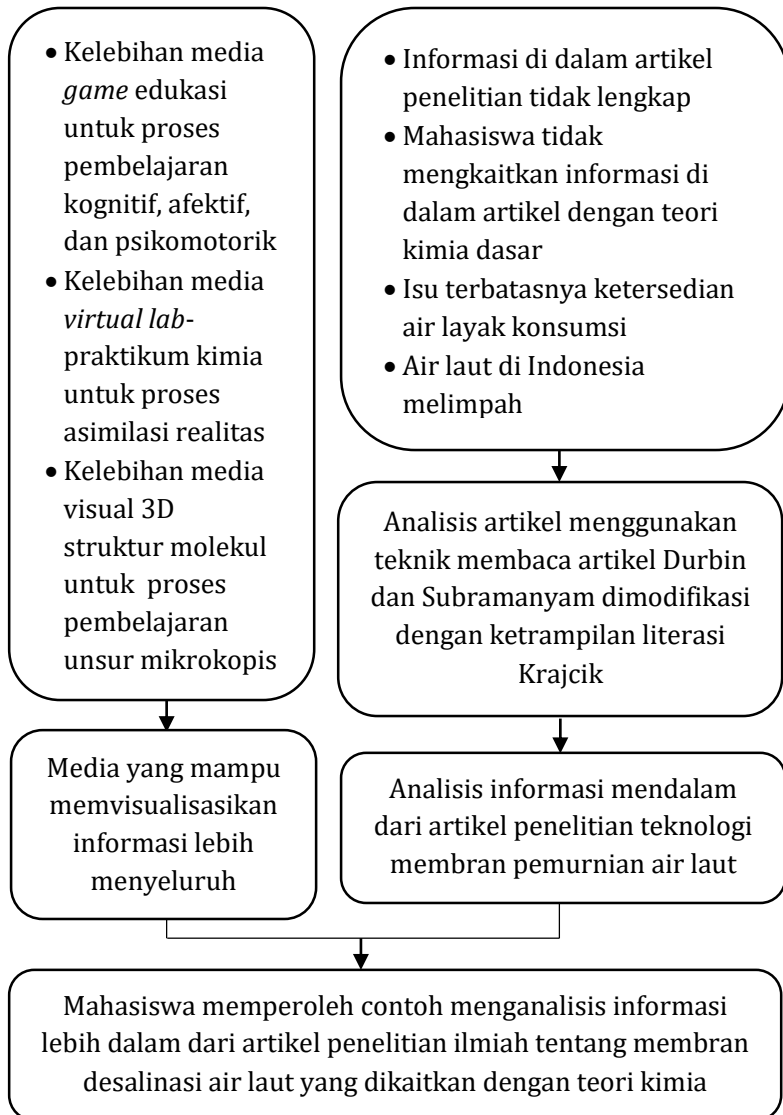 • Kelebihan media
game edukasi
untuk proses
pembelajaran
kognitif, afektif,
dan psikomotorik
• Kelebihan media
virtual lab-
praktikum kimia
untuk proses
asimilasi realitas
• Kelebihan media
visual 3D
struktur molekul
untuk proses
pembelajaran
unsur mikrokopis
• Informasi di dalam artikel
penelitian tidak lengkap
• Mahasiswa tidak
mengkaitkan informasi di
dalam artikel dengan teori
kimia dasar
• Isu terbatasnya ketersedian
air layak konsumsi
• Air laut di Indonesia
melimpah
Analisis artikel menggunakan
teknik membaca artikel Durbin
dan Subramanyam dimodifikasi
dengan ketrampilan literasi
Krajcik
Media yang mampu
memvisualisasikan
informasi lebih
menyeluruh
Analisis informasi mendalam
dari artikel penelitian teknologi
membran pemurnian air laut
Mahasiswa memperoleh contoh menganalisis informasi
lebih dalam dari artikel penelitian ilmiah tentang membran
desalinasi air laut yang dikaitkan dengan teori kimia